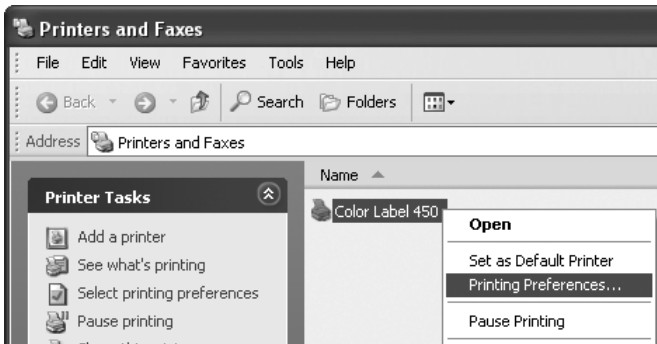 Printers and Faxes
File Edit View Favorites Tools Help
Back Search Folders
Address Printers and Faxes
Name
Printer Tasks
Color Label 450
Open
Add a printer
Set as Default Printer
See what's printing
Printing Preferences...
Select printing preferences
Pause printing
Pause Printing